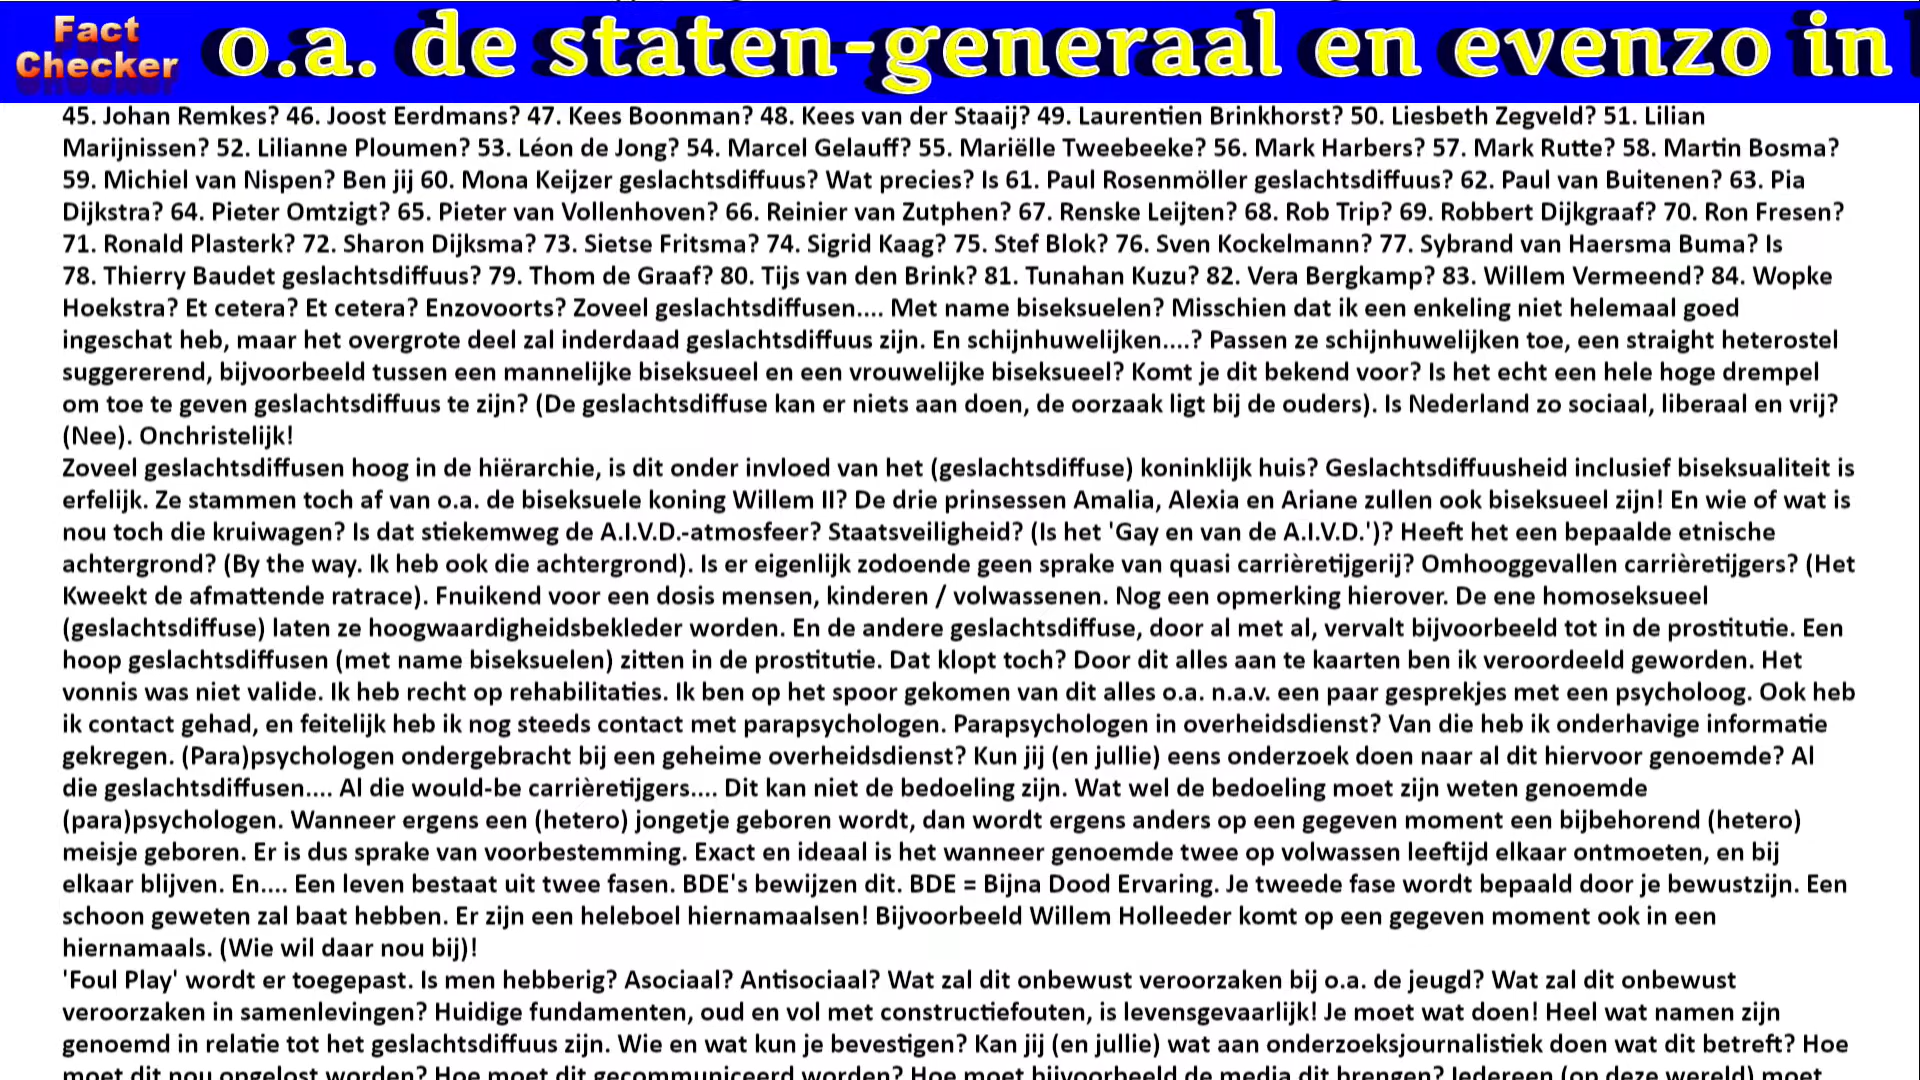 Fact
Checker
o.a. de staten-generaal en evenzo in
45. Johan Remkes? 46. Joost Eerdmans? 47. Kees Boonman? 48. Kees van der Staaij? 49. Laurentien Brinkhorst? 50. Liesbeth Zegveld? 51. Lilian
Marijnissen? 52. Lilianne Ploumen? 53. Léon de Jong? 54. Marcel Gelauff? 55. Mariëlle Tweebeeke? 56. Mark Harbers? 57. Mark Rutte? 58. Martin Bosma?
59. Michiel van Nispen? Ben jij 60. Mona Keijzer geslachtsdiffuus? Wat precies? Is 61. Paul Rosenmöller geslachtsdiffuus? 62. Paul van Buitenen? 63. Pia
Dijkstra? 64. Pieter Omtzigt? 65. Pieter van Vollenhoven? 66. Reinier van Zutphen? 67. Renske Leijten? 68. Rob Trip? 69. Robbert Dijkgraaf? 70. Ron Fresen?
71. Ronald Plasterk? 72. Sharon Dijksma? 73. Sietse Fritsma? 74. Sigrid Kaag? 75. Stef Blok? 76. Sven Kockelmann? 77. Sybrand van Haersma Buma? Is
78. Thierry Baudet geslachtsdiffuus? 79. Thom de Graaf? 80. Tijs van den Brink? 81. Tunahan Kuzu? 82. Vera Bergkamp? 83. Willem Vermeend? 84. Wopke
Hoekstra? Et cetera? Et cetera? Enzovoorts? Zoveel geslachtsdiffusen.... Met name biseksuelen? Misschien dat ik een enkeling niet helemaal goed
ingeschat heb, maar het overgrote deel zal inderdaad geslachtsdiffuus zijn. En schijnhuwelijken....? Passen ze schijnhuwelijken toe, een straight heterostel
suggererend, bijvoorbeeld tussen een mannelijke biseksueel en een vrouwelijke biseksueel? Komt je dit bekend voor? Is het echt een hele hoge drempel
om toe te geven geslachtsdiffuus te zijn? (De geslachtsdiffuse kan er niets aan doen, de oorzaak ligt bij de ouders). Is Nederland zo sociaal, liberaal en vrij?
(Nee). Onchristelijk!
Zoveel geslachtsdiffusen hoog in de hiërarchie, is dit onder invloed van het (geslachtsdiffuse) koninklijk huis? Geslachtsdiffuusheid inclusief biseksualiteit is
erfelijk. Ze stammen toch af van o.a. de biseksuele koning Willem II? De drie prinsessen Amalia, Alexia en Ariane zullen ook biseksueel zijn! En wie of wat is
nou toch die kruiwagen? Is dat stiekemweg de A.I.V.D.-atmosfeer? Staatsveiligheid? (Is het 'Gay en van de A.I.V.D.')? Heeft het een bepaalde etnische
achtergrond? (By the way. Ik heb ook die achtergrond). Is er eigenlijk zodoende geen sprake van quasi carrièretijgerij? Omhooggevallen carrièretijgers? (Het
Kweekt de afmattende ratrace). Fnuikend voor een dosis mensen, kinderen / volwassenen. Nog een opmerking hierover. De ene homoseksueel
(geslachtsdiffuse) laten ze hoogwaardigheidsbekleder worden. En de andere geslachtsdiffuse, door al met al, vervalt bijvoorbeeld tot in de prostitutie. Een
hoop geslachtsdiffusen (met name biseksuelen) zitten in de prostitutie. Dat klopt toch? Door dit alles aan te kaarten ben ik veroordeeld geworden. Het
vonnis was niet valide. Ik heb recht op rehabilitaties. Ik ben op het spoor gekomen van dit alles o.a. n.a.v. een paar gesprekjes met een psycholoog. Ook heb
ik contact gehad, en feitelijk heb ik nog steeds contact met parapsychologen. Parapsychologen in overheidsdienst? Van die heb ik onderhavige informatie
gekregen. (Para)psychologen ondergebracht bij een geheime overheidsdienst? Kun jij (en jullie) eens onderzoek doen naar al dit hiervoor genoemde? Al
die geslachtsdiffusen.... Al die would-be carrièretijgers.... Dit kan niet de bedoeling zijn. Wat wel de bedoeling moet zijn weten genoemde
(para)psychologen. Wanneer ergens een (hetero) jongetje geboren wordt, dan wordt ergens anders op een gegeven moment een bijbehorend (hetero)
meisje geboren. Er is dus sprake van voorbestemming. Exact en ideaal is het wanneer genoemde twee op volwassen leeftijd elkaar ontmoeten, en bij
elkaar blijven. En.... Een leven bestaat uit twee fasen. BDE's bewijzen dit. BDE = Bijna Dood Ervaring. Je tweede fase wordt bepaald door je bewustzijn. Een
schoon geweten zal baat hebben. Er zijn een heleboel hiernamaalsen! Bijvoorbeeld Willem Holleeder komt op een gegeven moment ook in een
hiernamaals. (Wie wil daar nou bij)!
'Foul Play' wordt er toegepast. Is men hebberig? Asociaal? Antisociaal? Wat zal dit onbewust veroorzaken bij o.a. de jeugd? Wat zal dit onbewust
veroorzaken in samenlevingen? Huidige fundamenten, oud en vol met constructiefouten, is levensgevaarlijk! Je moet wat doen! Heel wat namen zijn
genoemd in relatie tot het geslachtsdiffuus zijn. Wie en wat kun je bevestigen? Kan jij (en jullie) wat aan onderzoeksjournalistiek doen wat dit betreft? Hoe
moet dit nou opgelost worden? Hoe moet dit gecommuniceerd worden? Hoe moet bijvoorbeeld de media dit brengen? Iedereen (op deze wereld) moet